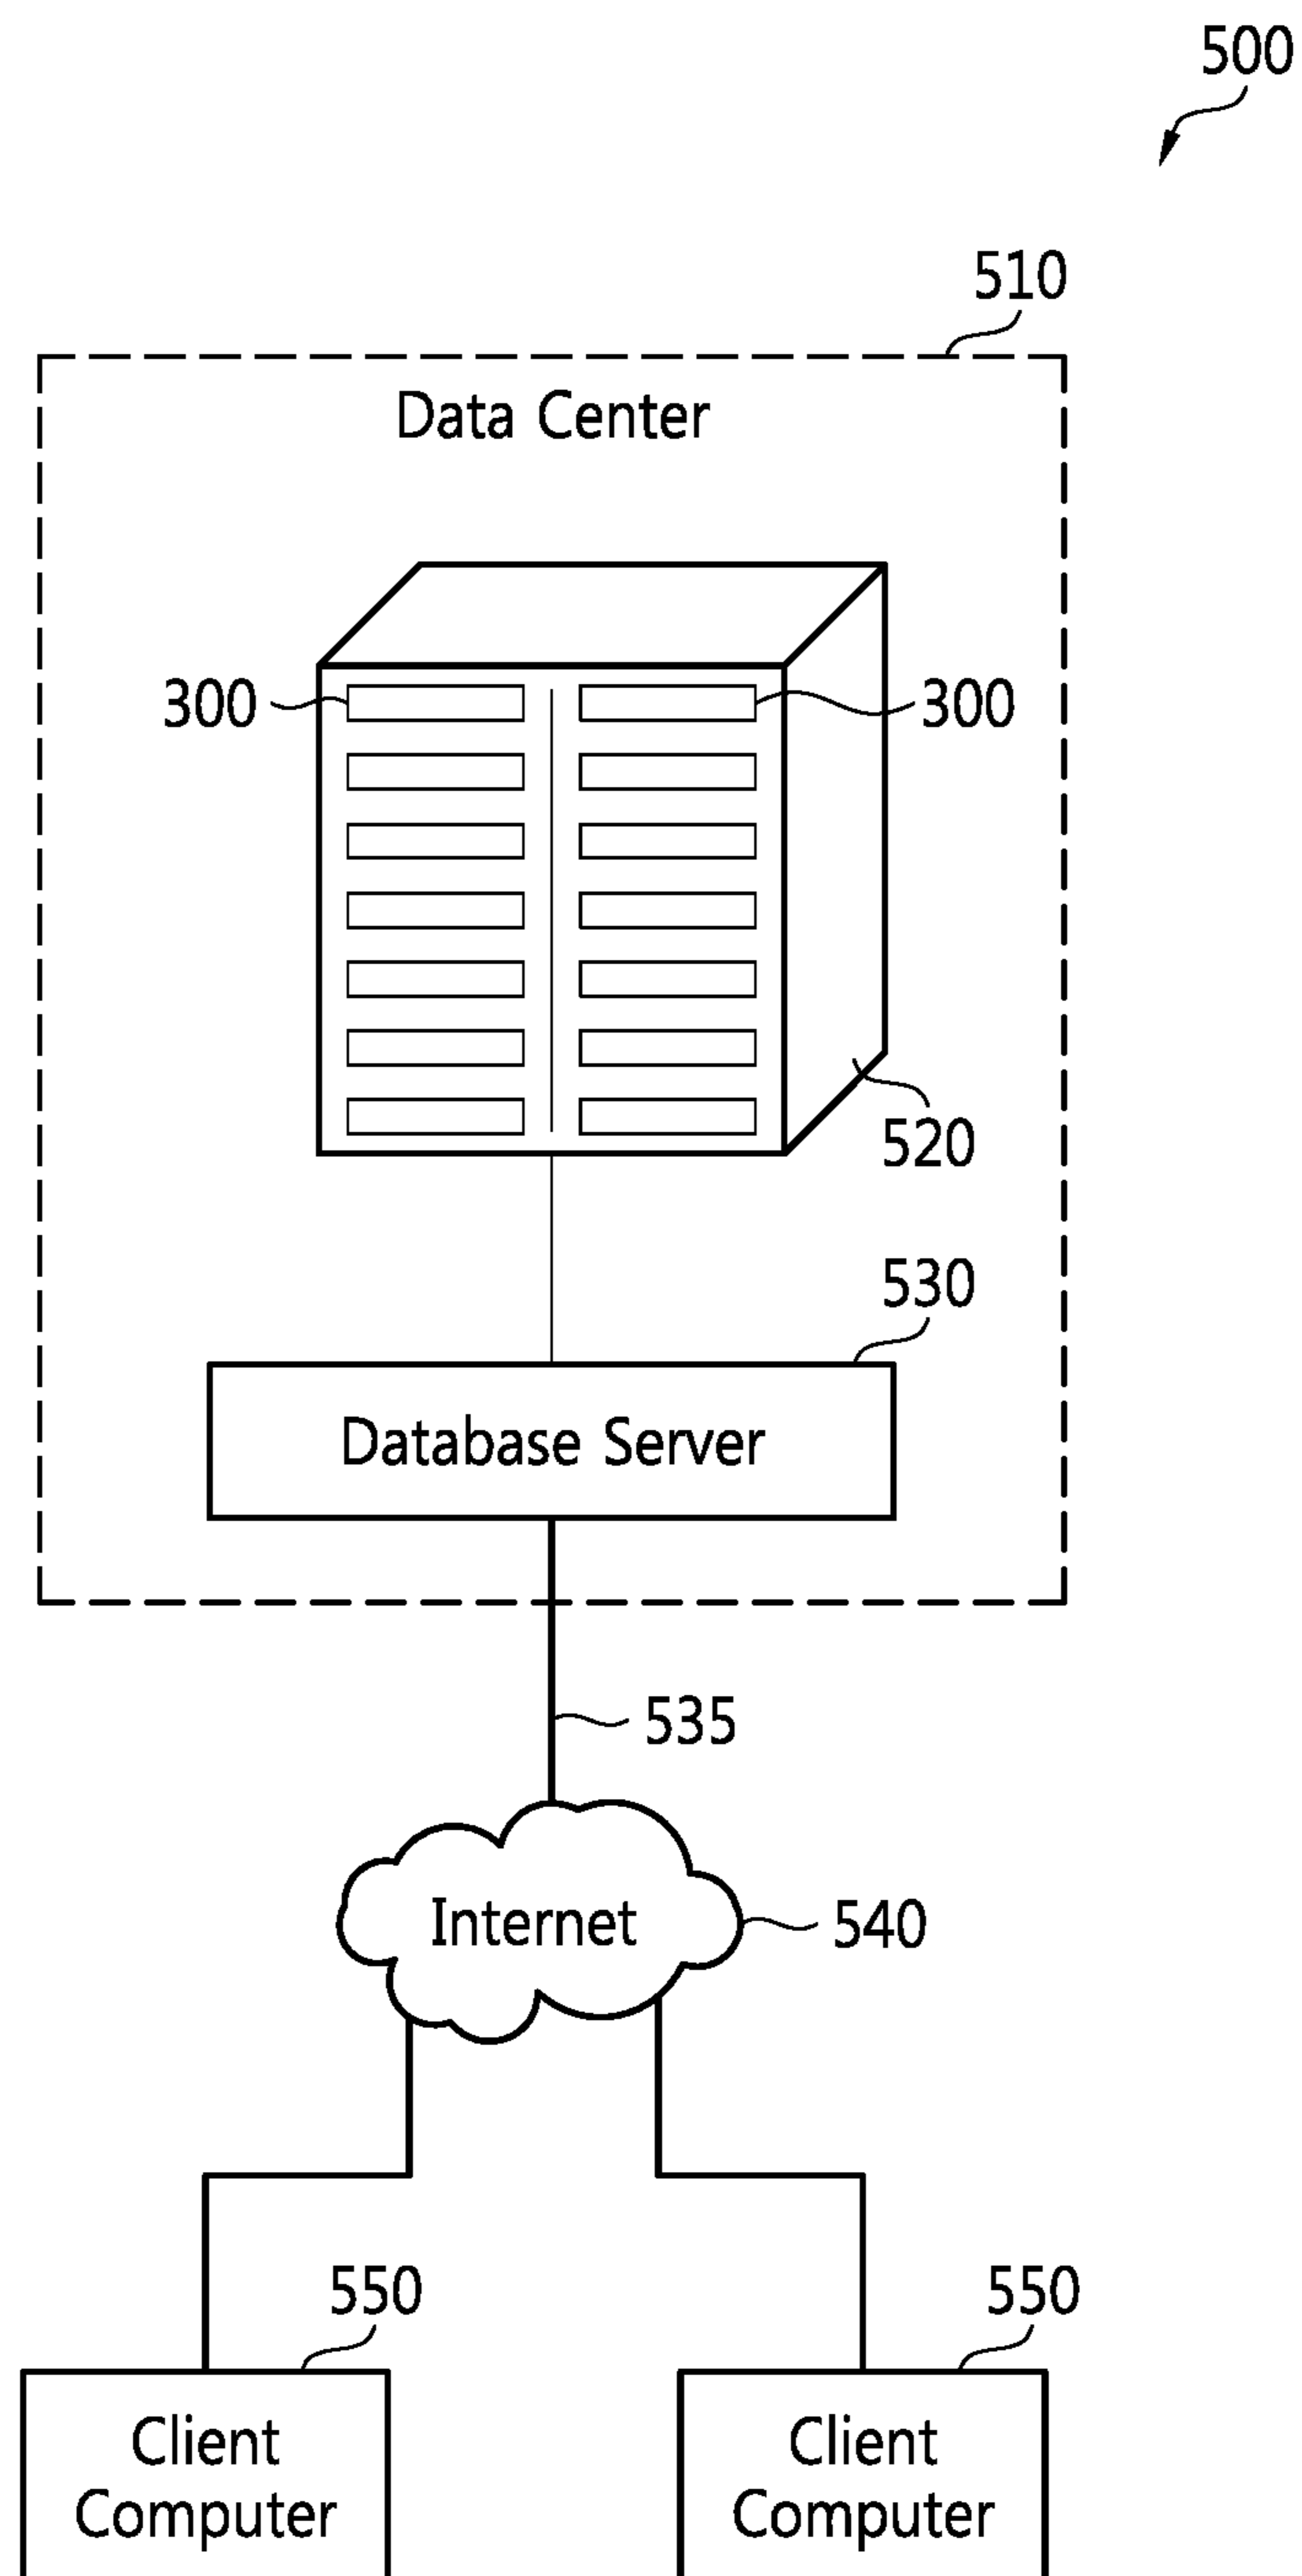 500
510
Data Center
300
300
520
530
Database Server
535
Internet
540
550
550
Client
Computer
Client
Computer